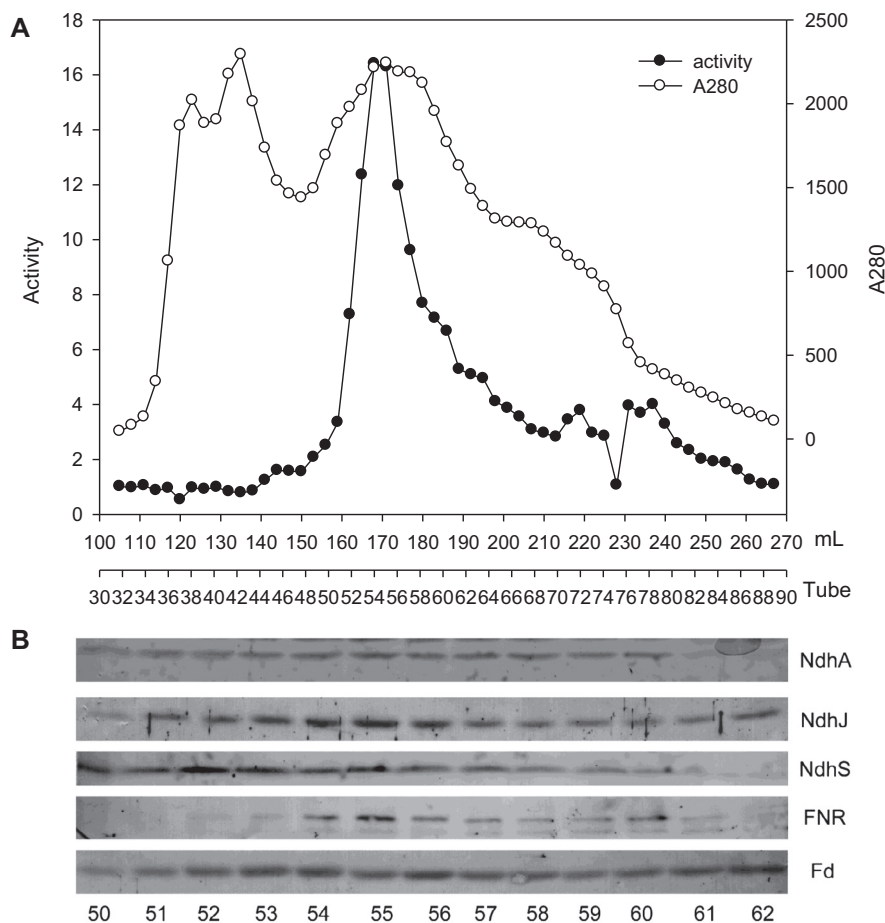 A
18
16
14
12
10
8
6
4
2
0
Activity
2500
2000
1500
1000
500
0
A280
activity
A280
100 110 120 130 140 150 160 170 180 190 200 210 220 230 240 250 260 270 mL
30 32 34 36 38 40 42 44 46 48 50 52 54 56 58 60 62 64 66 68 70 72 74 76 78 80 82 84 86 88 90 Tube
B
NdhA
NdhJ
NdhS
FNR
Fd
50 51 52 53 54 55 56 57 58 59 60 61 62